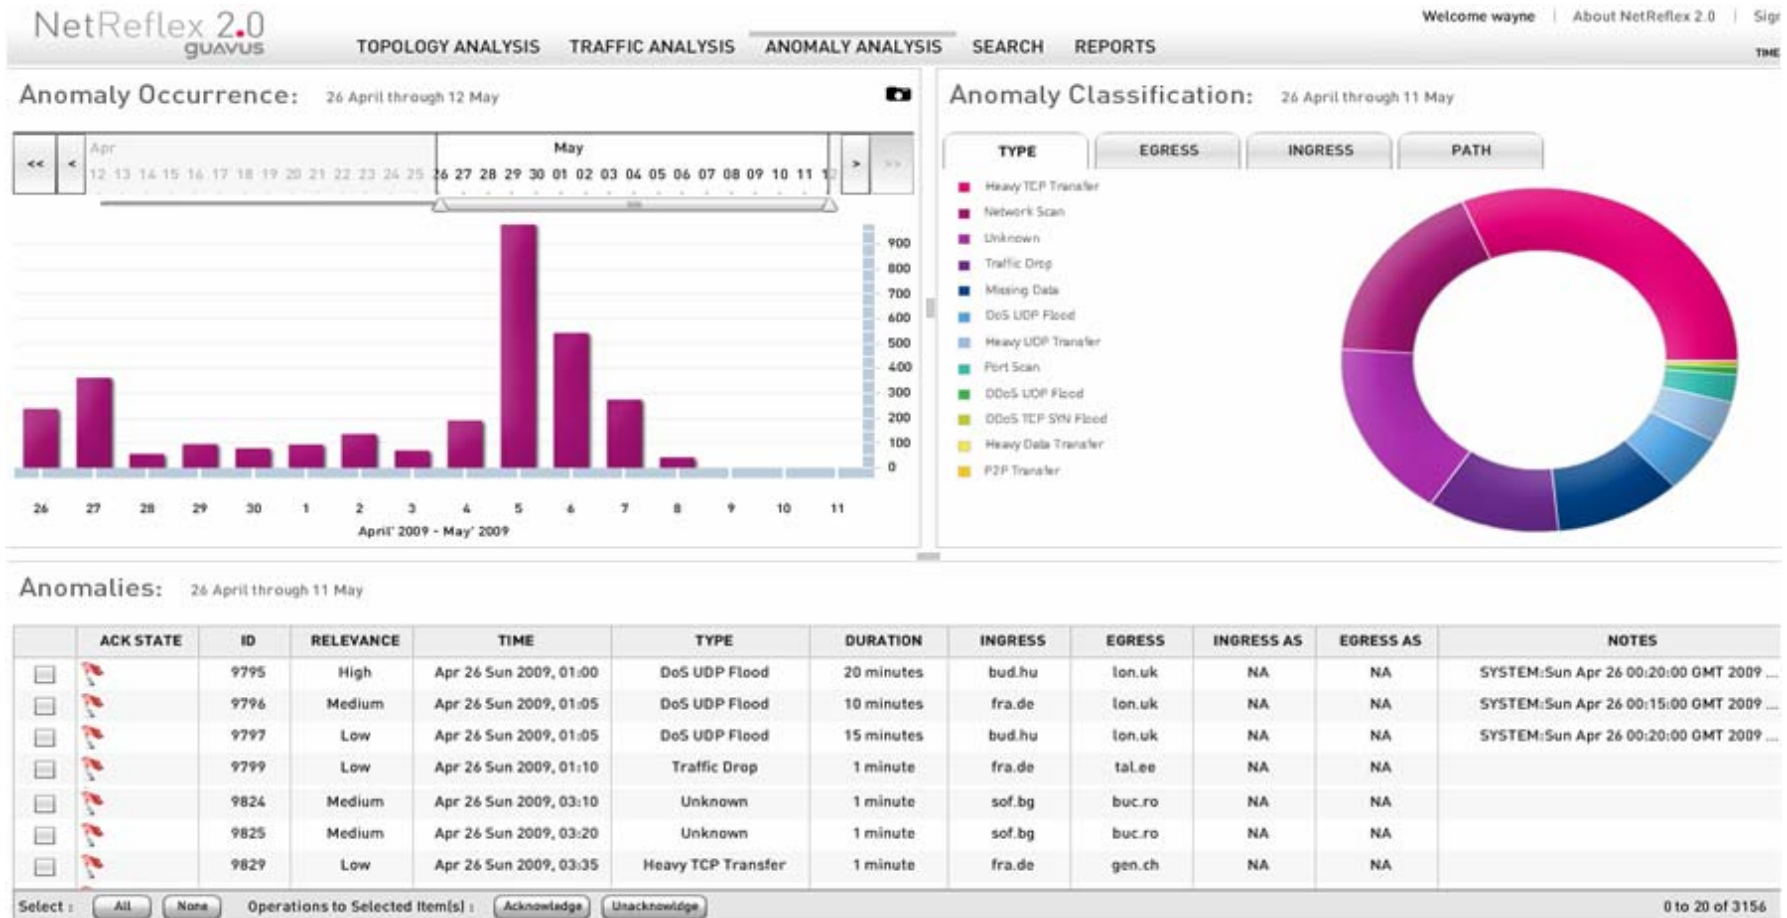 NetReflex 2.0
guavus
Welcome wayne | About NetReflex 2.0 | Sign
TOPOLOGY ANALYSIS TRAFFIC ANALYSIS ANOMALY ANALYSIS SEARCH REPORTS
TIME
Anomaly Occurrence: 26 April through 12 May
<< < Apr May > >>
12 13 14 15 16 17 18 19 20 21 22 23 24 25 26 27 28 29 30 01 02 03 04 05 06 07 08 09 10 11 12
900
800
700
600
500
400
300
200
100
0
26 27 28 29 30 1 2 3 4 5 6 7 8 9 10 11
April' 2009 - May' 2009
Anomaly Classification: 26 April through 11 May
TYPE EGRESS INGRESS PATH
Heavy TCP Transfer
Network Scan
Unknown
Traffic Drop
Missing Data
DoS UDP Flood
Heavy UDP Transfer
Port Scan
DDoS UDP Flood
DDoS TCP SYN Flood
Heavy Data Transfer
P2P Transfer
Anomalies: 26 April through 11 May
ACK STATE ID RELEVANCE TIME TYPE DURATION INGRESS EGRESS INGRESS AS EGRESS AS NOTES
9795 High Apr 26 Sun 2009, 01:00 DoS UDP Flood 20 minutes bud.hu lon.uk NA NA SYSTEM:Sun Apr 26 00:20:00 GMT 2009 ...
9796 Medium Apr 26 Sun 2009, 01:05 DoS UDP Flood 10 minutes fra.de lon.uk NA NA SYSTEM:Sun Apr 26 00:15:00 GMT 2009 ...
9797 Low Apr 26 Sun 2009, 01:05 DoS UDP Flood 15 minutes bud.hu lon.uk NA NA SYSTEM:Sun Apr 26 00:20:00 GMT 2009 ...
9799 Low Apr 26 Sun 2009, 01:10 Traffic Drop 1 minute fra.de tal.ee NA NA
9824 Medium Apr 26 Sun 2009, 03:10 Unknown 1 minute sof.bg buc.ro NA NA
9825 Medium Apr 26 Sun 2009, 03:20 Unknown 1 minute sof.bg buc.ro NA NA
9829 Low Apr 26 Sun 2009, 03:35 Heavy TCP Transfer 1 minute fra.de gen.ch NA NA
Select : All None Operations to Selected Item(s) : Acknowledge Unacknowldge 0 to 20 of 3156